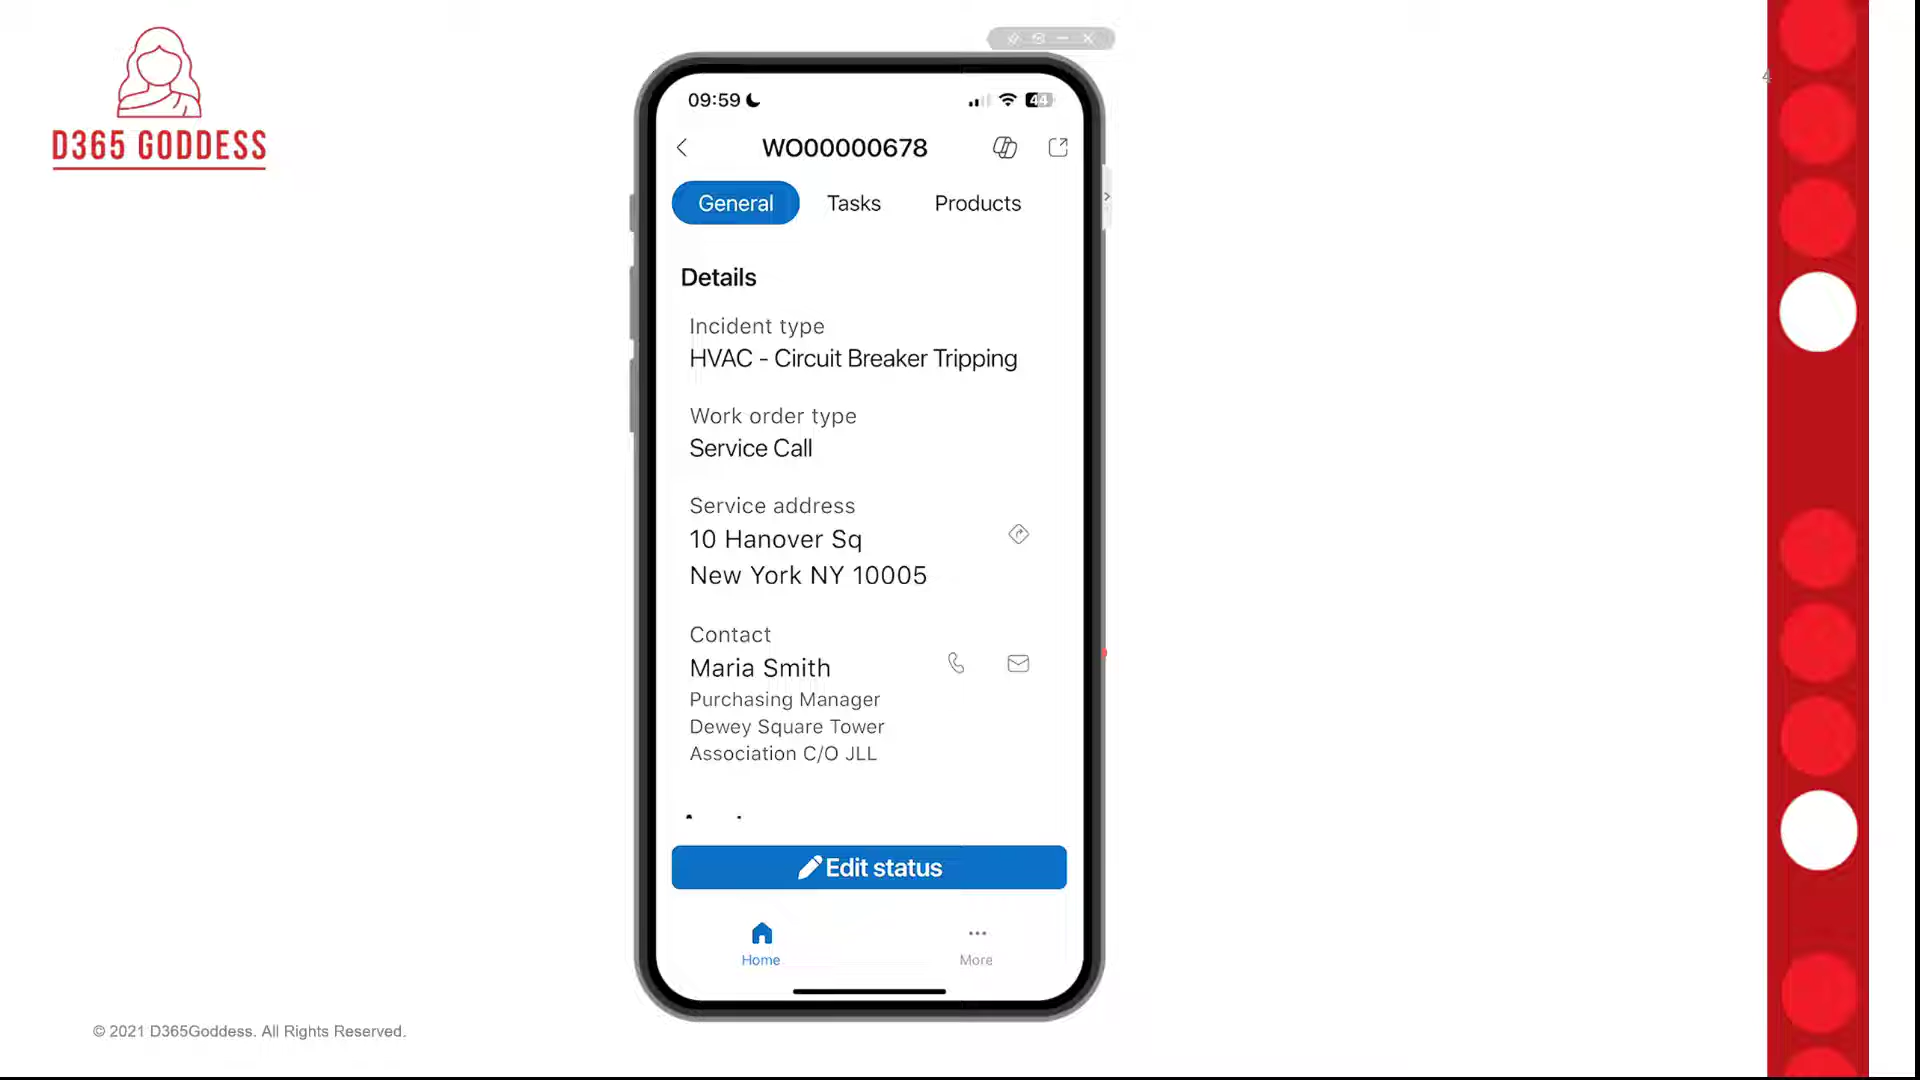 D365 GODDESS
4
09:59
44
WO00000678
General
Tasks
Products
Details
Incident type
HVAC - Circuit Breaker Tripping
Work order type
Service Call
Service address
10 Hanover Sq
New York NY 10005
Contact
Maria Smith
Purchasing Manager
Dewey Square Tower
Association C/O JLL
Edit status
Home
More
© 2021 D365Goddess. All Rights Reserved.